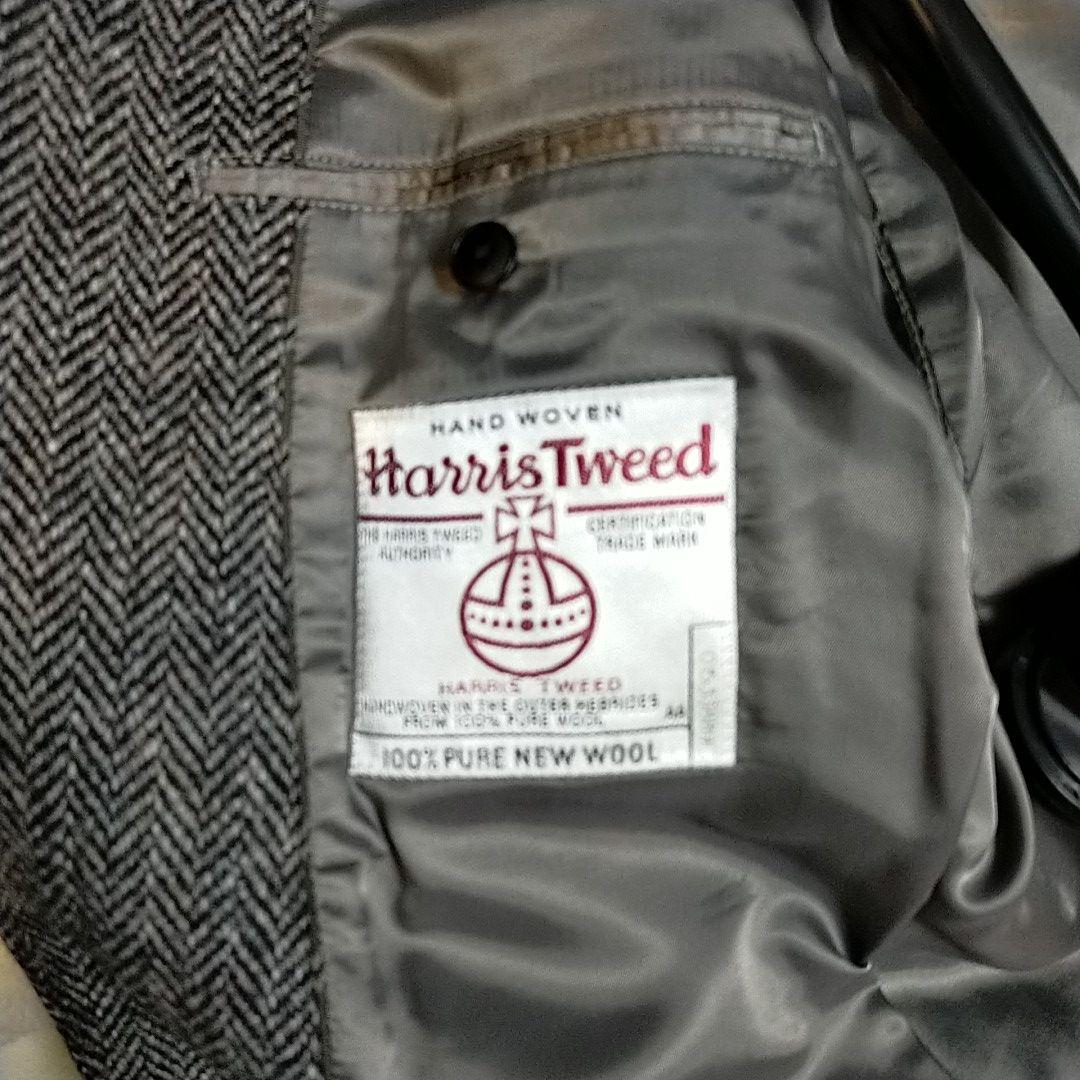 HAND WOVEN
Harris Tweed
THE HARRIS TWEED
AUTHORITY
CERTIFICATION
TRADE MARK
HARRIS TWEED
HANDWOVEN IN THE OUTER HEBRIDES
FROM 100% PURE WOOL
AA
100% PURE NEW WOOL